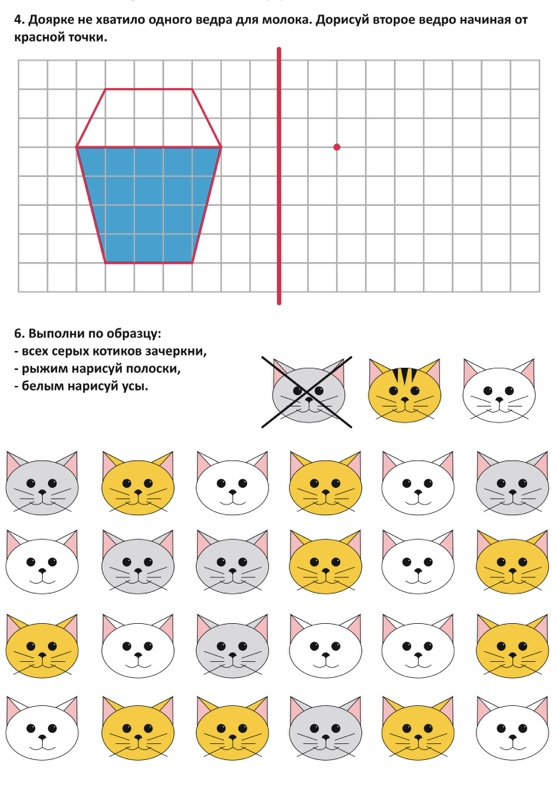 4. Доярке не хватило одного ведра для молока. Дорисуй второе ведро начиная от
красной точки.
6. Выполни по образцу:
- всех серых котиков зачеркни,
- рыжим нарисуй полоски,
- белым нарисуй усы.